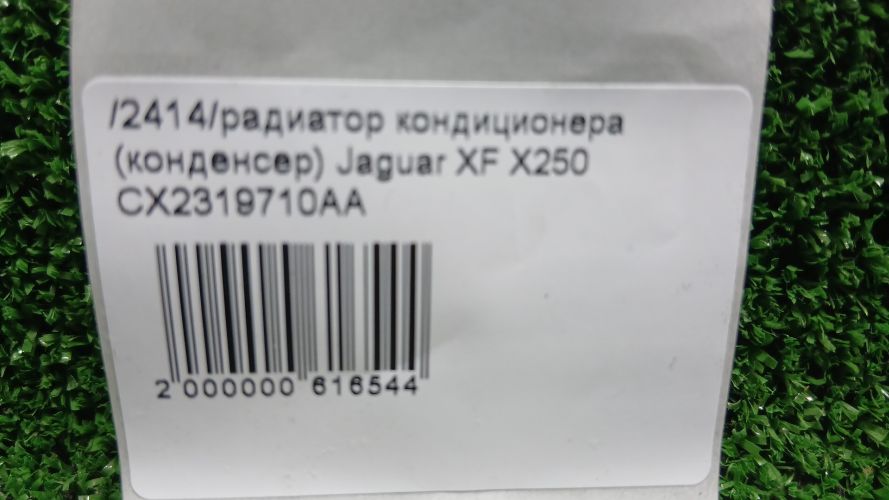 /2414/радиатор кондиционера
(конденсер) Jaguar XF X250
CX2319710AA
2 000000 616544